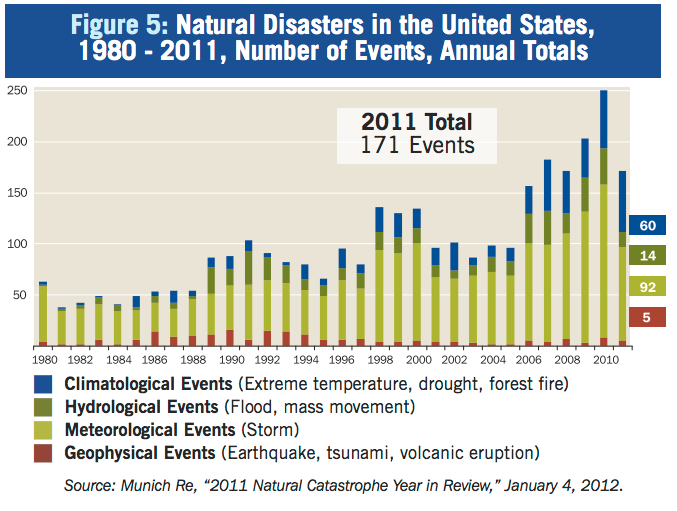 Figure 5: Natural Disasters in the United States,
1980 - 2011, Number of Events, Annual Totals
250
200
150
100
50
2011 Total
171 Events
60
14
92
5
1980 1982 1984 1986 1988 1990 1992 1994 1996 1998 2000 2002 2004 2006 2008 2010
Climatological Events (Extreme temperature, drought, forest fire)
Hydrological Events (Flood, mass movement)
Meteorological Events (Storm)
Geophysical Events (Earthquake, tsunami, volcanic eruption)
Source: Munich Re, “2011 Natural Catastrophe Year in Review,” January 4, 2012.